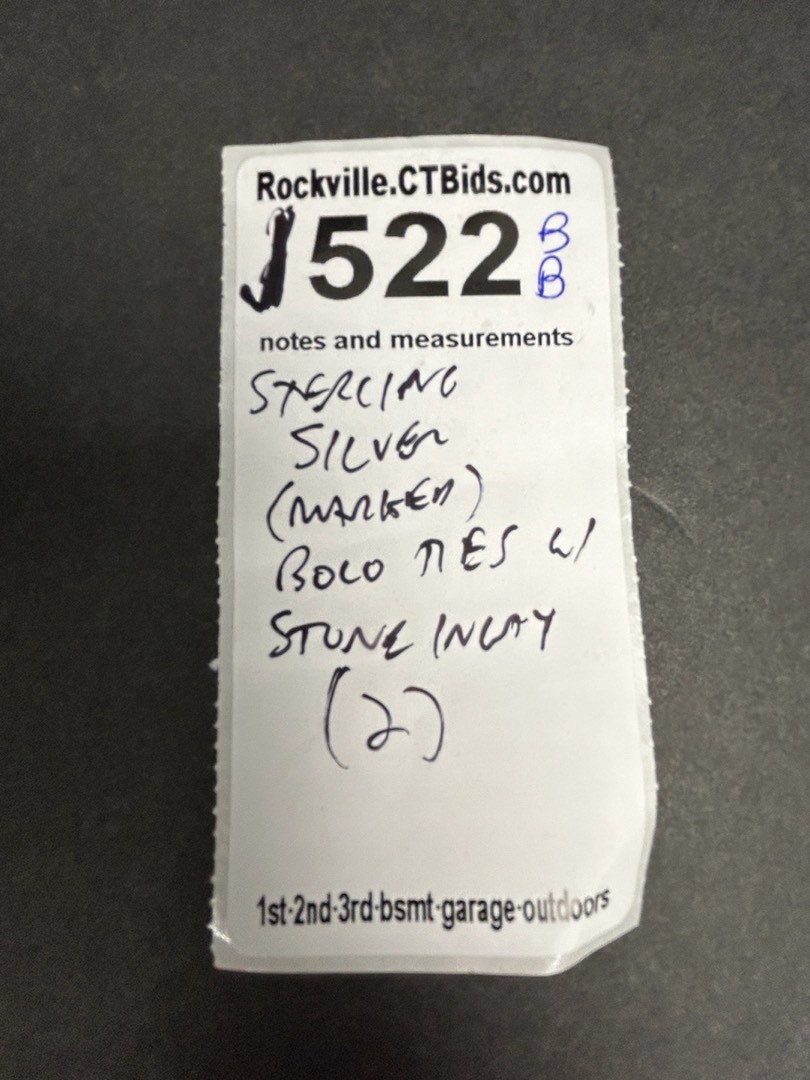 Rockville.CTBids.com
J522 B
B
notes and measurements
STERLING
SILVER
(MARKED)
BOLO TIES W/
STONE INLAY
(2)
1st-2nd-3rd-bsmt-garage-outdoors